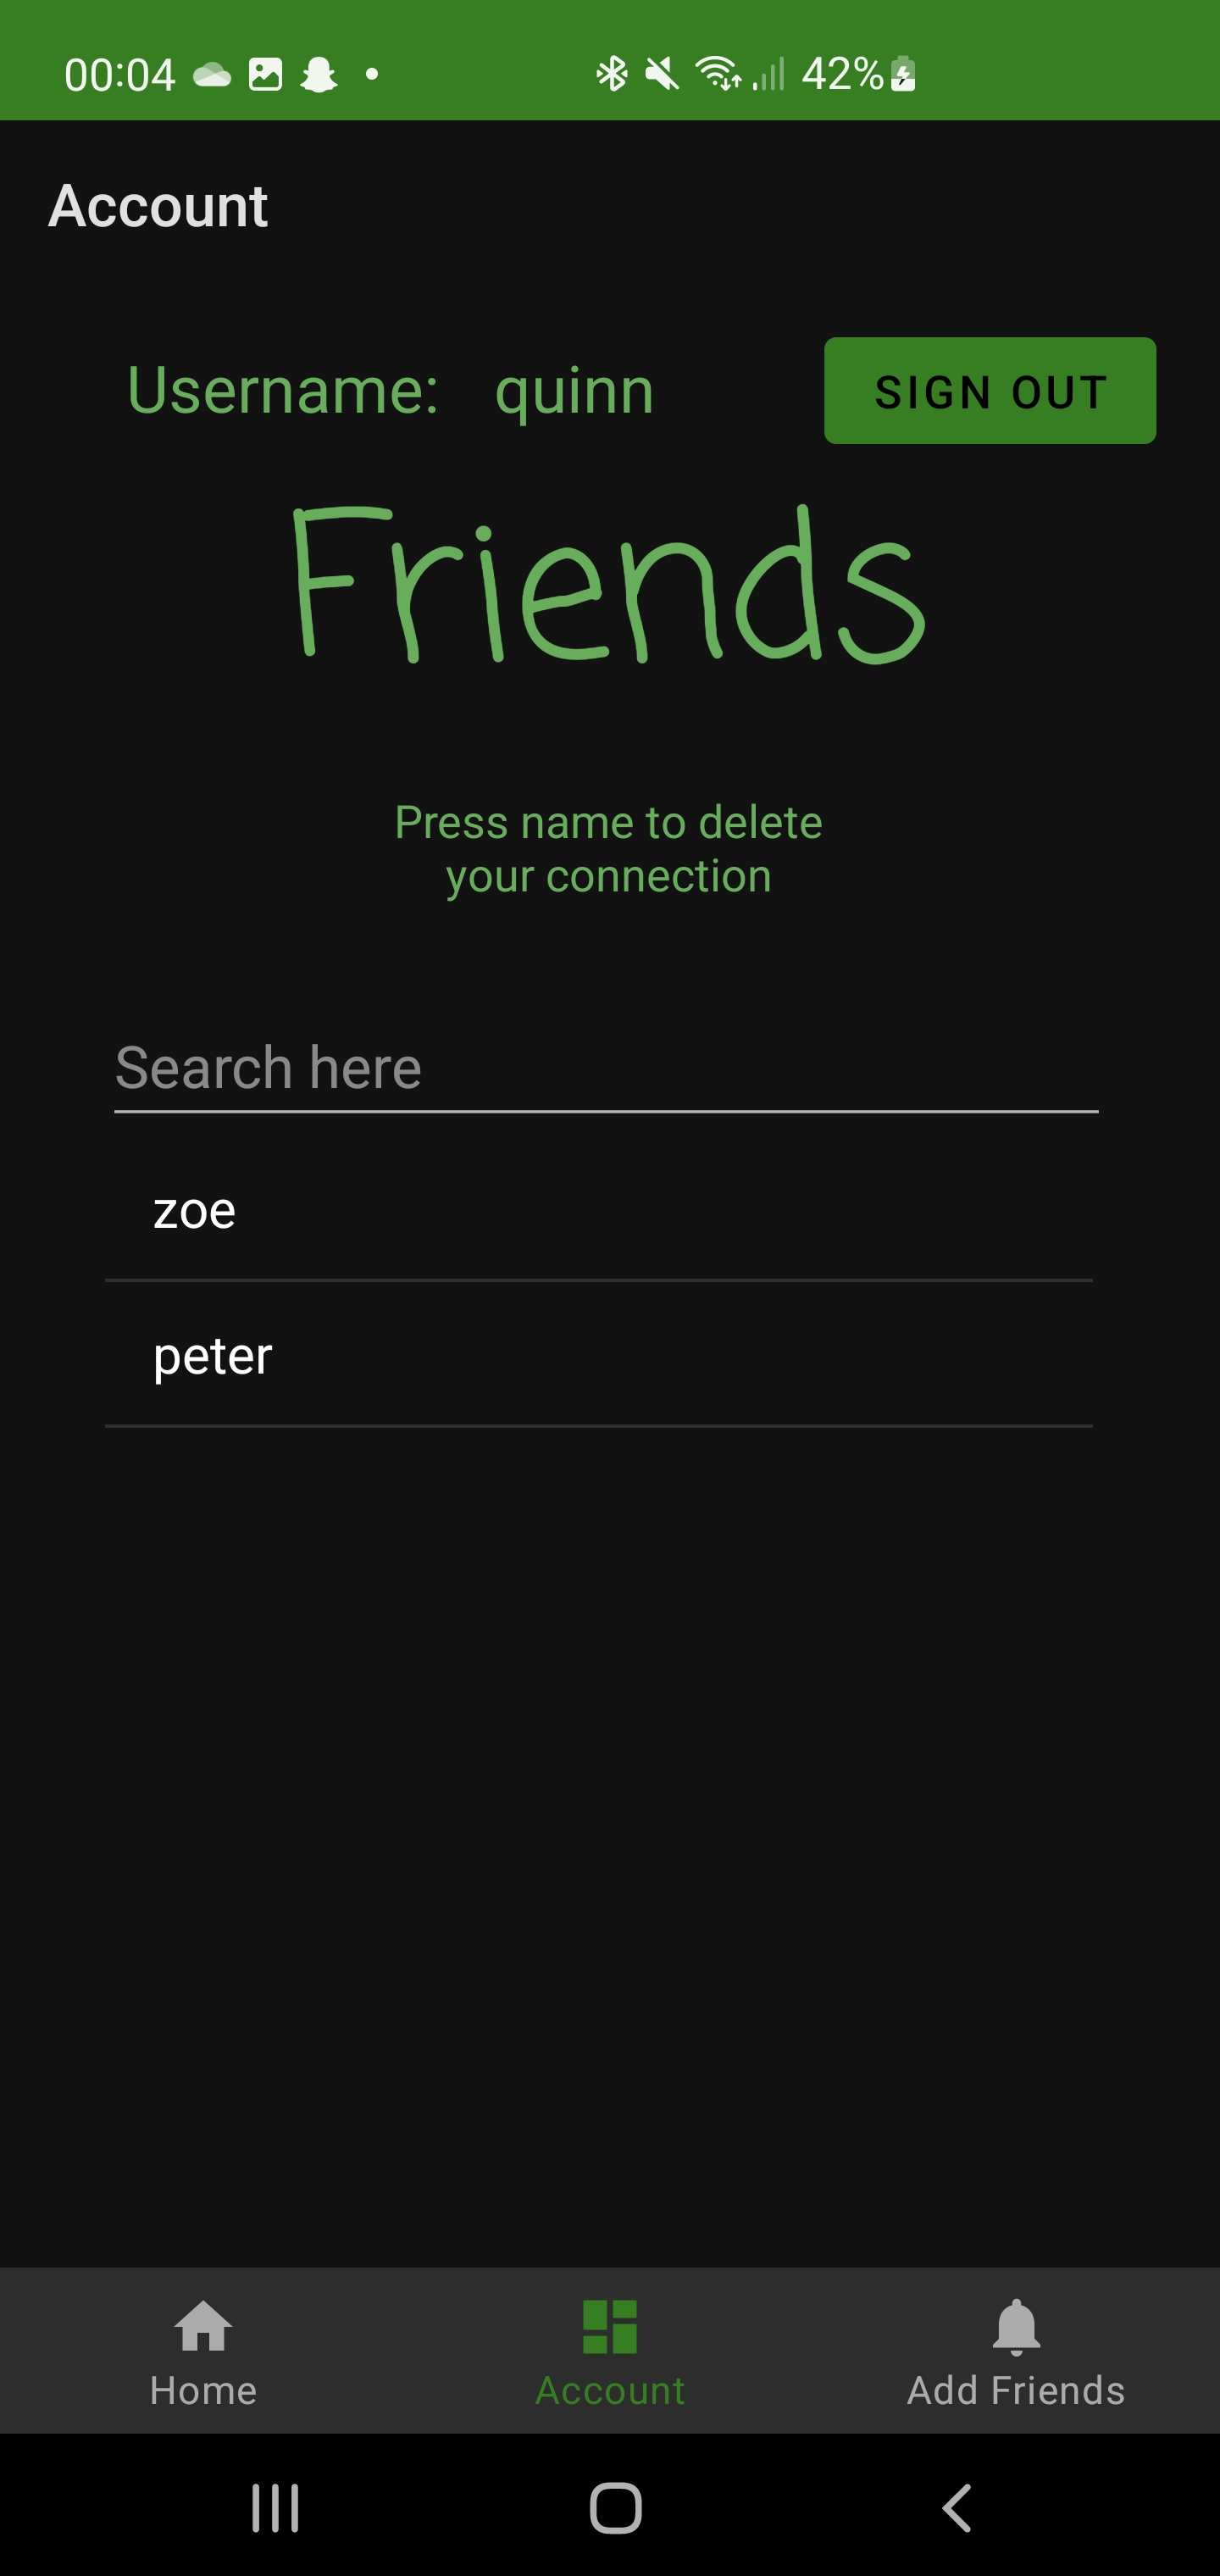 00:04 42%
Account
Username: quinn SIGN OUT
Friends
Press name to delete
your connection
Search here
zoe
peter
Home Account Add Friends